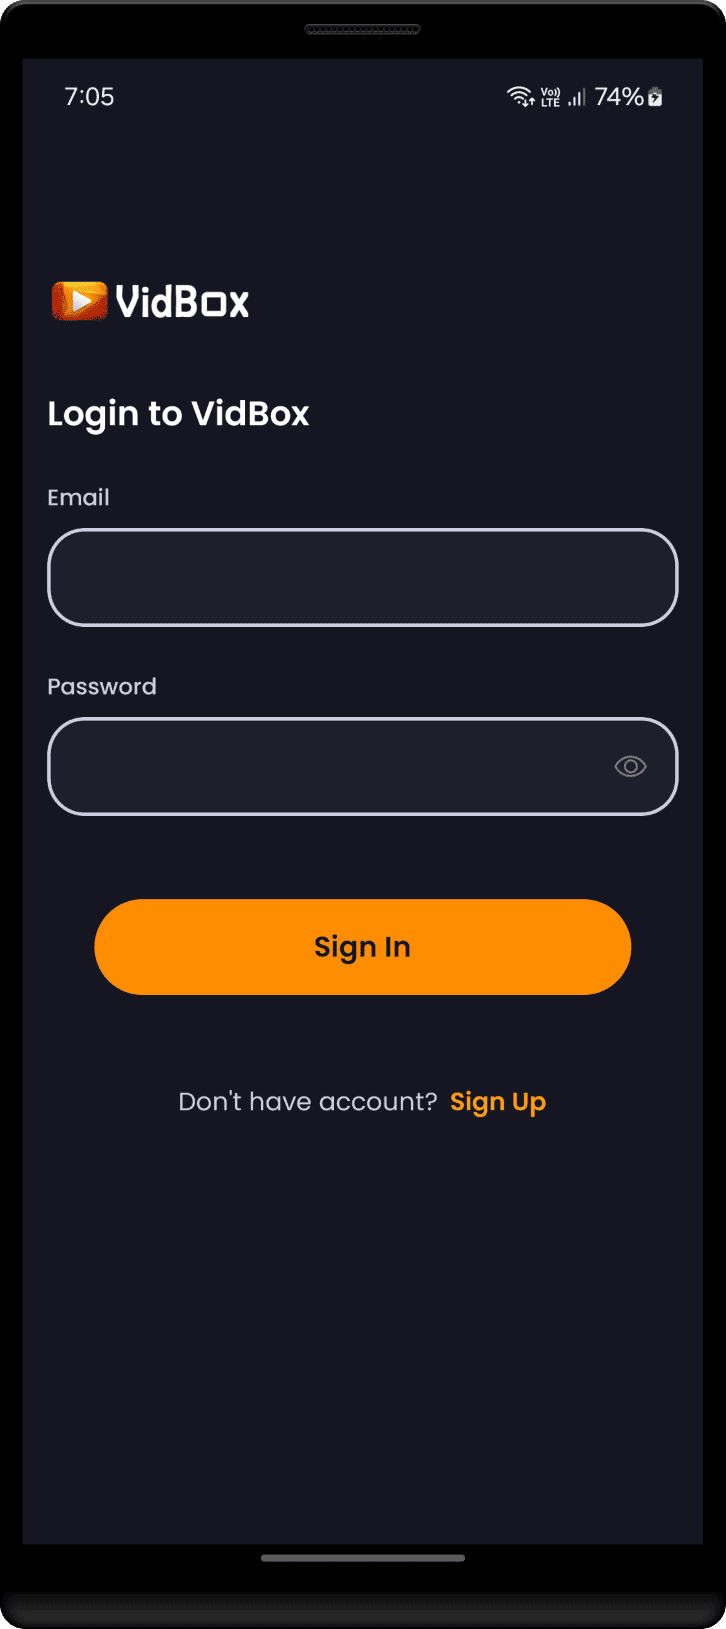 7:05 Vo)) LTE 74%
VidBox
Login to VidBox
Email
Password
Sign In
Don't have account? Sign Up